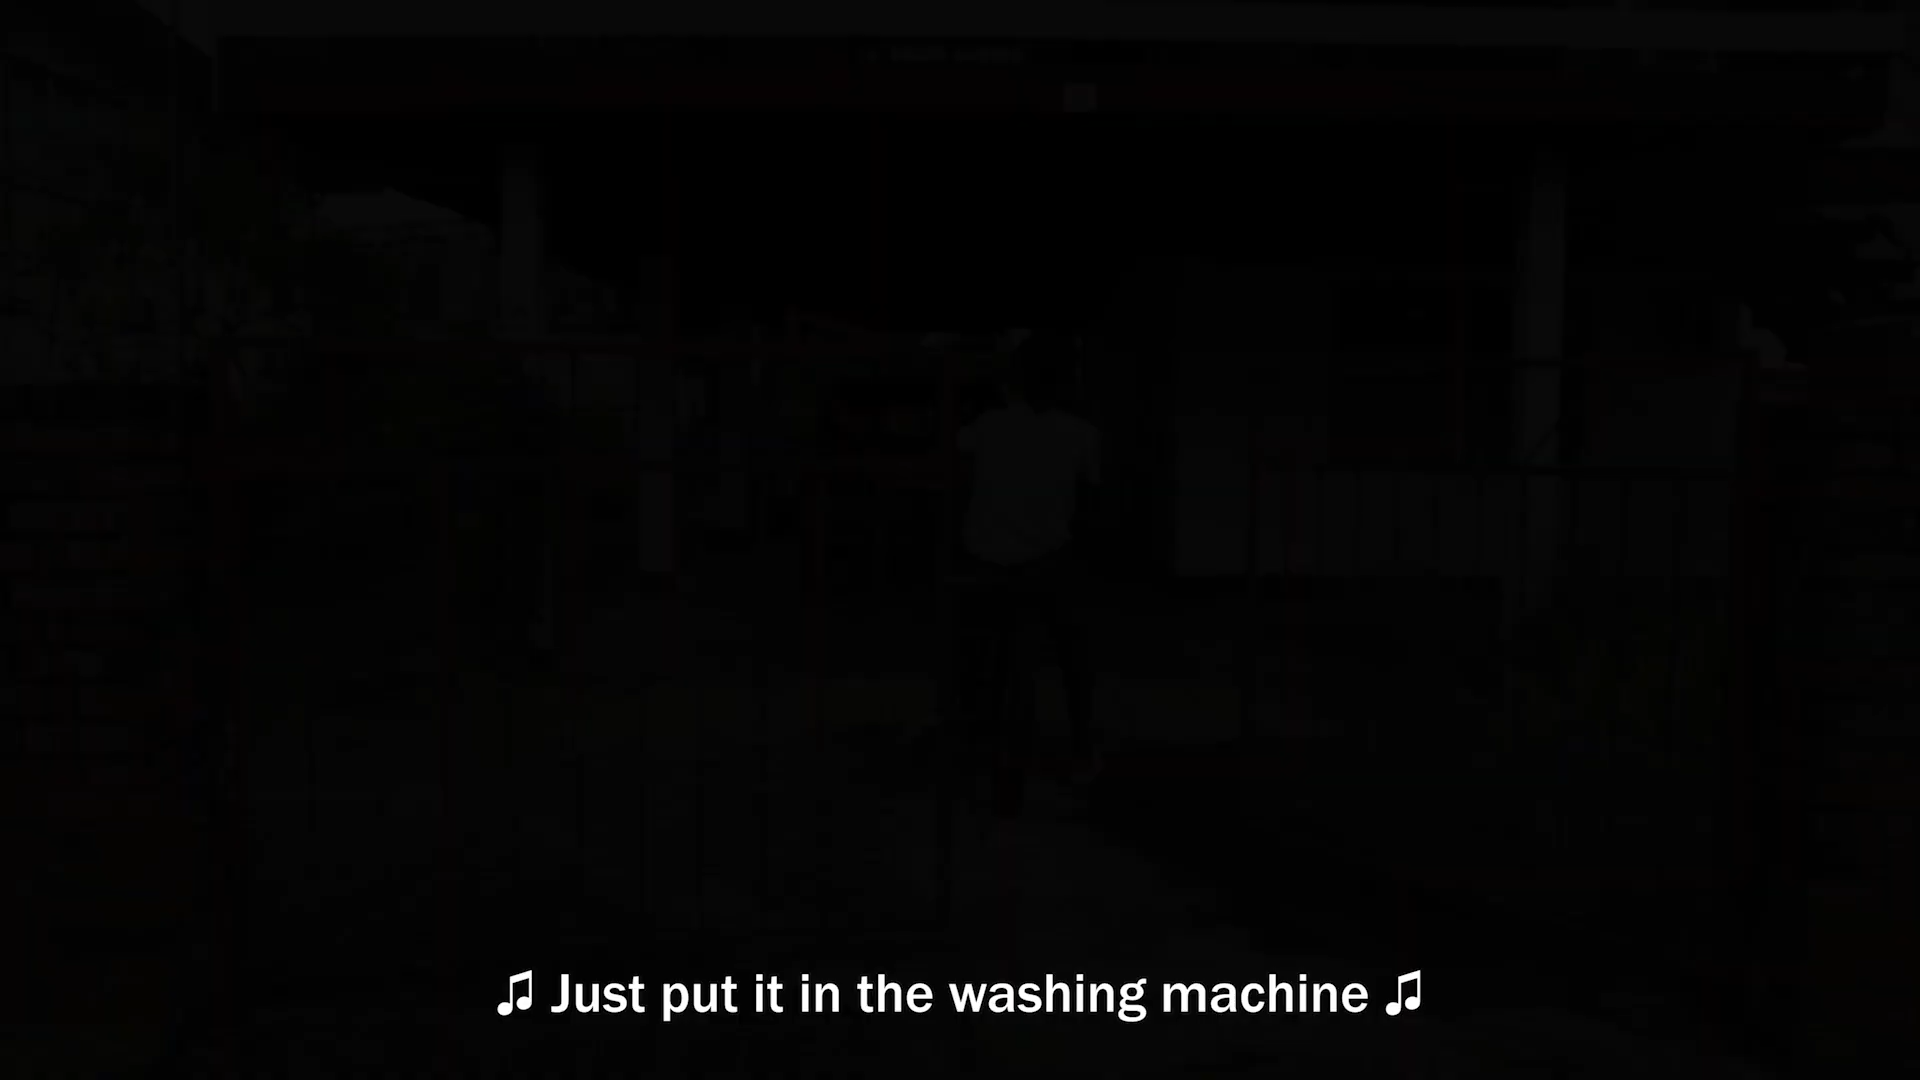 ♫ Just put it in the washing machine ♫